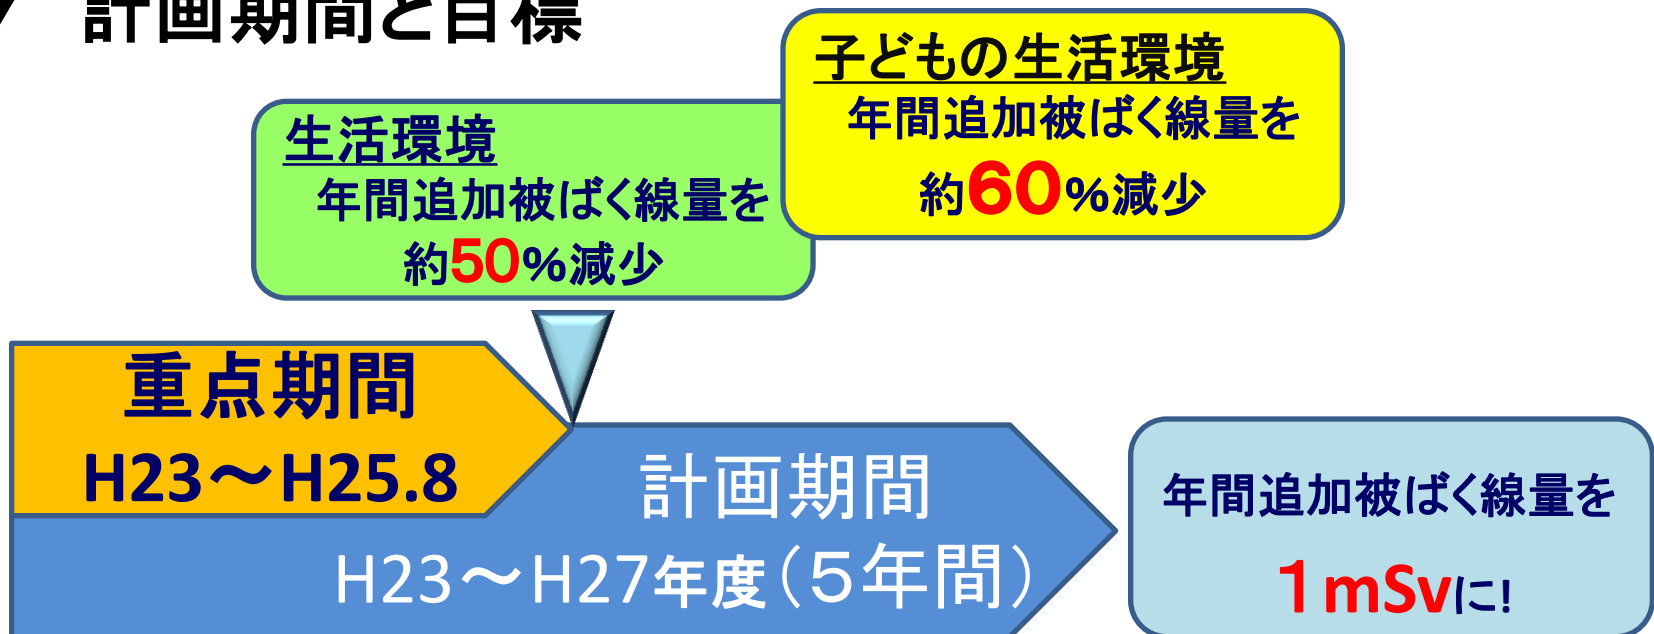 計画期間と目標
子どもの生活環境
年間追加被ばく線量を
約60%減少
生活環境
年間追加被ばく線量を
約50%減少
重点期間
H23～H25.8
計画期間
H23～H27年度（５年間）
年間追加被ばく線量を
1mSvに!